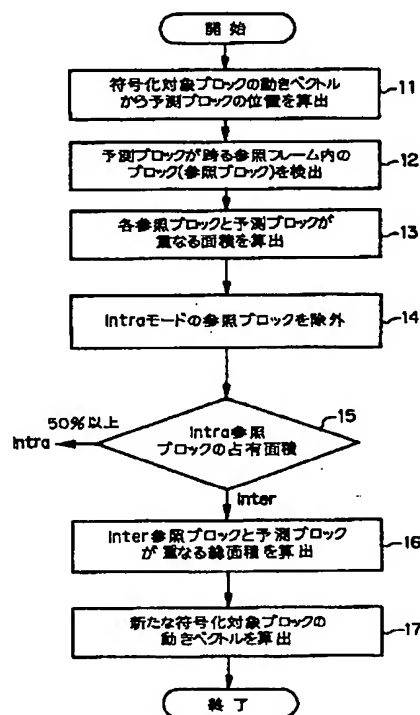 開始
符号化対象ブロックの動きベクトル
から予測ブロックの位置を算出
11
予測ブロックが跨る参照フレーム内の
ブロック(参照ブロック)を検出
12
各参照ブロックと予測ブロックが
重なる面積を算出
13
Intraモードの参照ブロックを除外
14
15
50%以上
Intra
Intra参照
ブロックの占有面積
Inter
Inter参照ブロックと予測ブロック
が重なる総面積を算出
16
新たな符号化対象ブロックの
動きベクトルを算出
17
終了